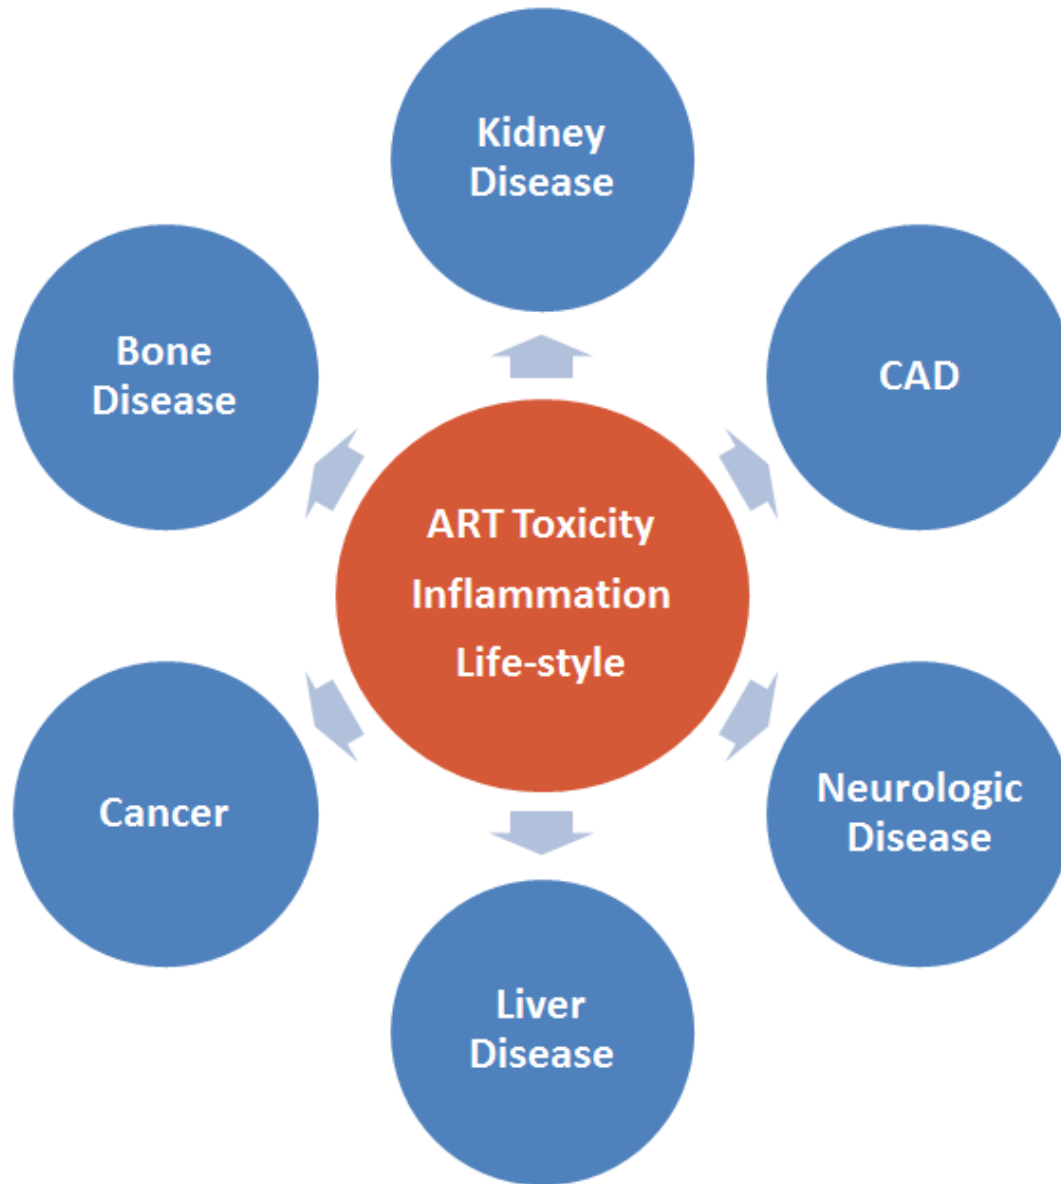 Kidney
Disease
Bone
Disease
CAD
ART Toxicity
Inflammation
Life-style
Cancer
Neurologic
Disease
Liver
Disease